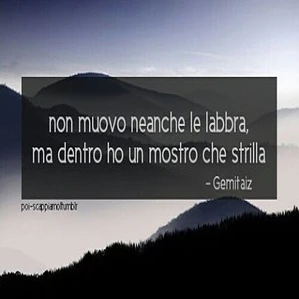 non muovo neanche le labbra,
ma dentro ho un mostro che strilla
- Gemitaiz
poi-scappiamo@tumblr